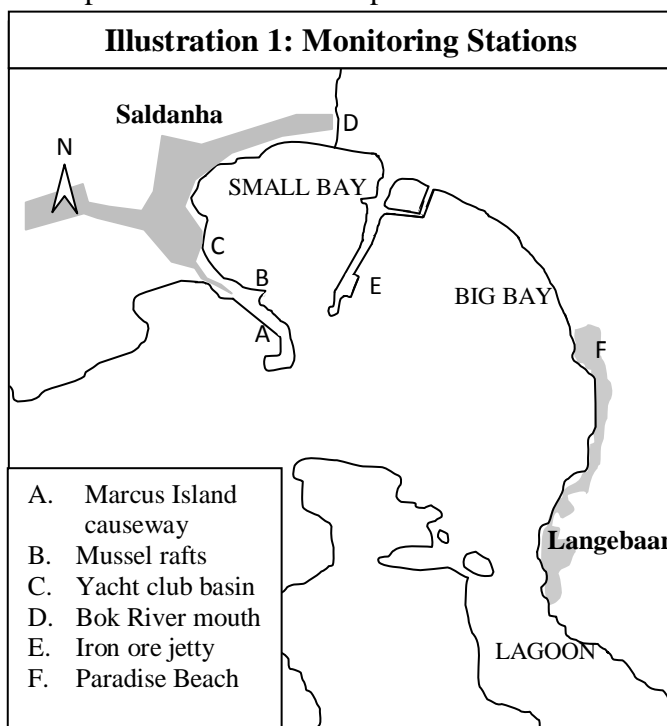 Illustration 1: Monitoring Stations
Saldanha
D
N
SMALL BAY
C
B
E
BIG BAY
A
F
A. Marcus Island
causeway
B. Mussel rafts
C. Yacht club basin
D. Bok River mouth
E. Iron ore jetty
F. Paradise Beach
Langebaan
LAGOON